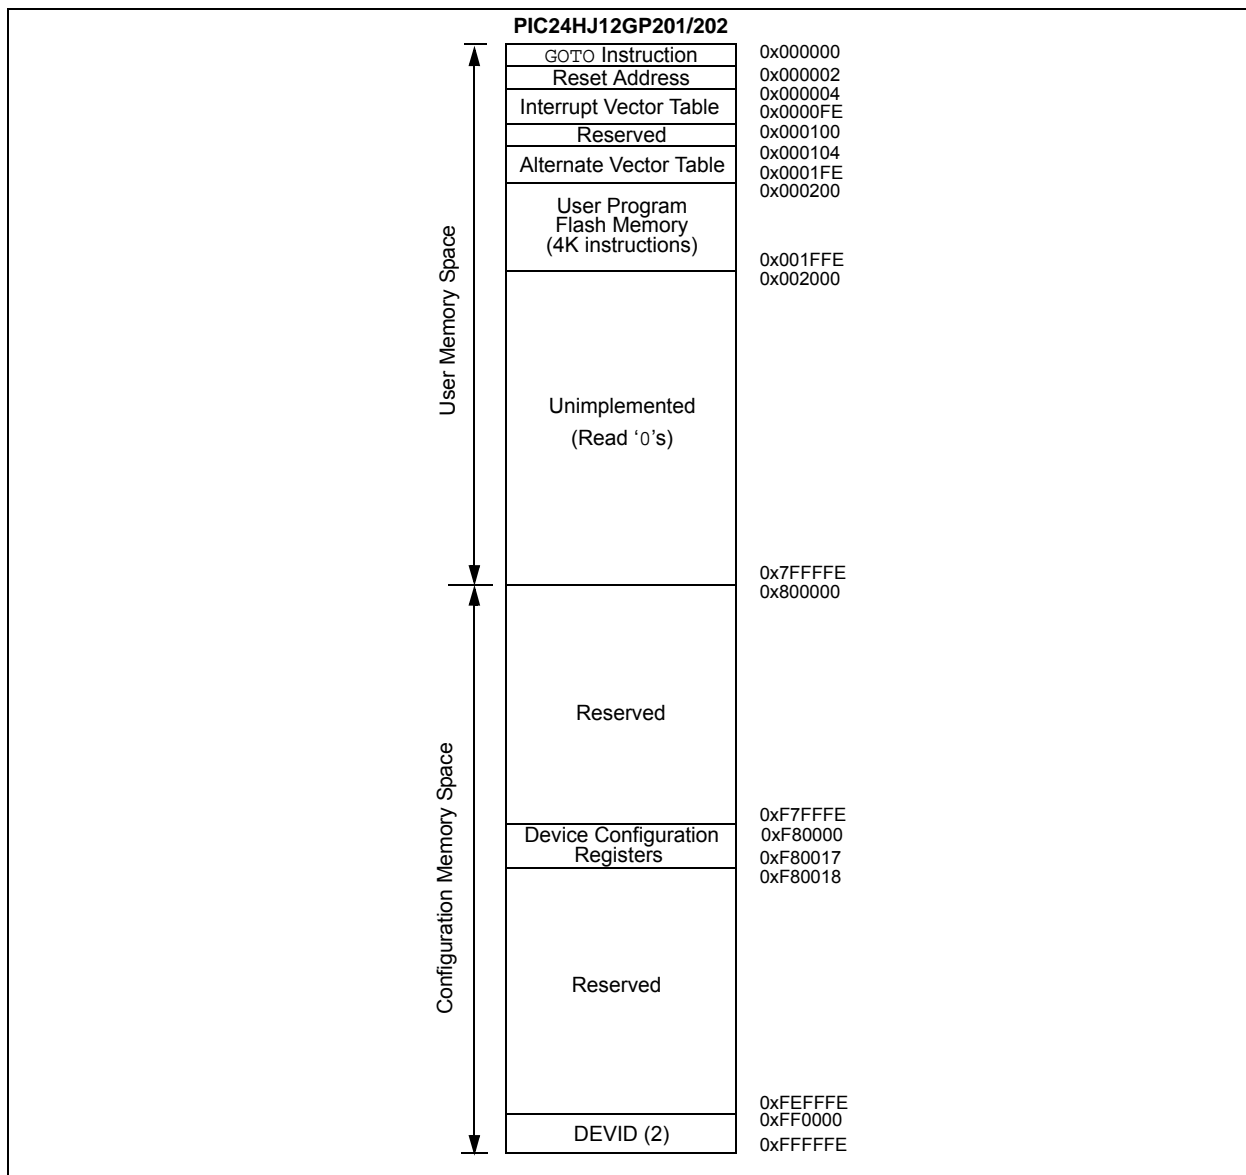 PIC24HJ12GP201/202
GOTO Instruction
0x000000
Reset Address
0x000002
Interrupt Vector Table
0x000004
0x0000FE
Reserved
0x000100
Alternate Vector Table
0x000104
0x0001FE
0x000200
User Program
Flash Memory
(4K instructions)
0x001FFE
0x002000
User Memory Space
Unimplemented
(Read ‘0’s)
0x7FFFFE
0x800000
Reserved
Configuration Memory Space
0xF7FFFE
Device Configuration
Registers
0xF80000
0xF80017
0xF80018
Reserved
0xFEFFFE
0xFF0000
DEVID (2)
0xFFFFFE